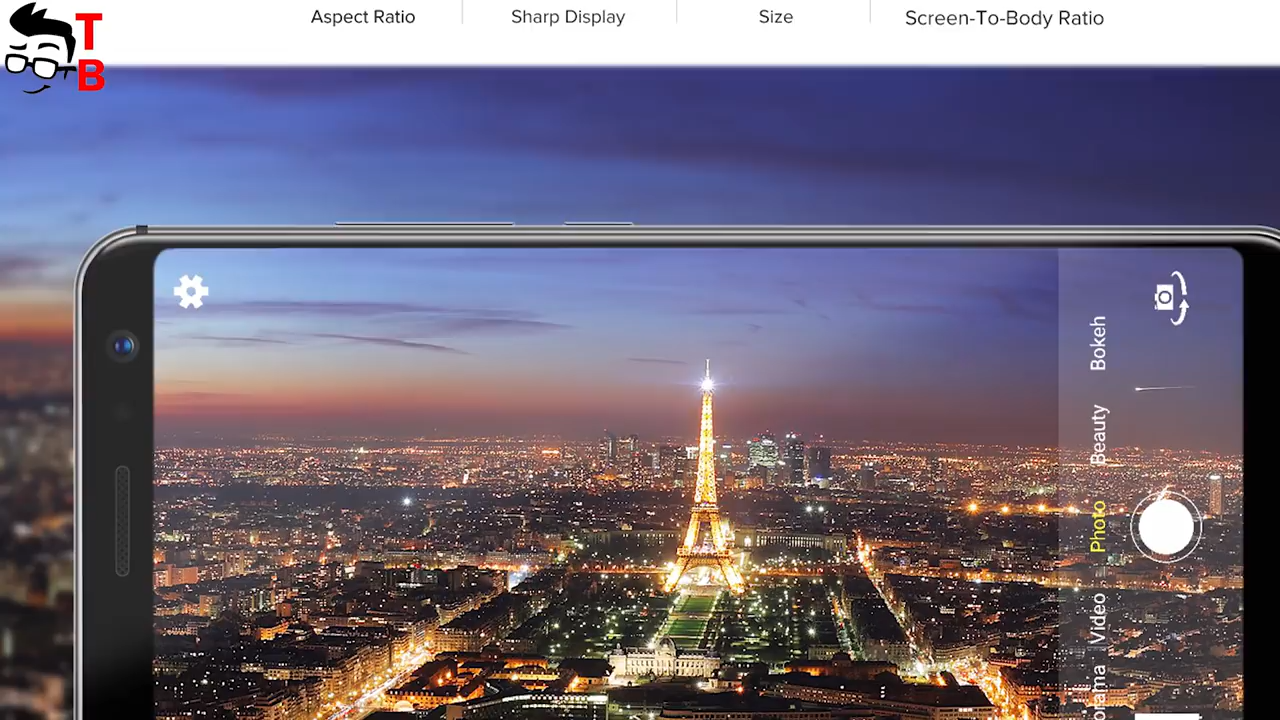 Aspect Ratio
Sharp Display
Size
Screen-To-Body Ratio
T
B
Bokeh
Beauty
Photo
Video